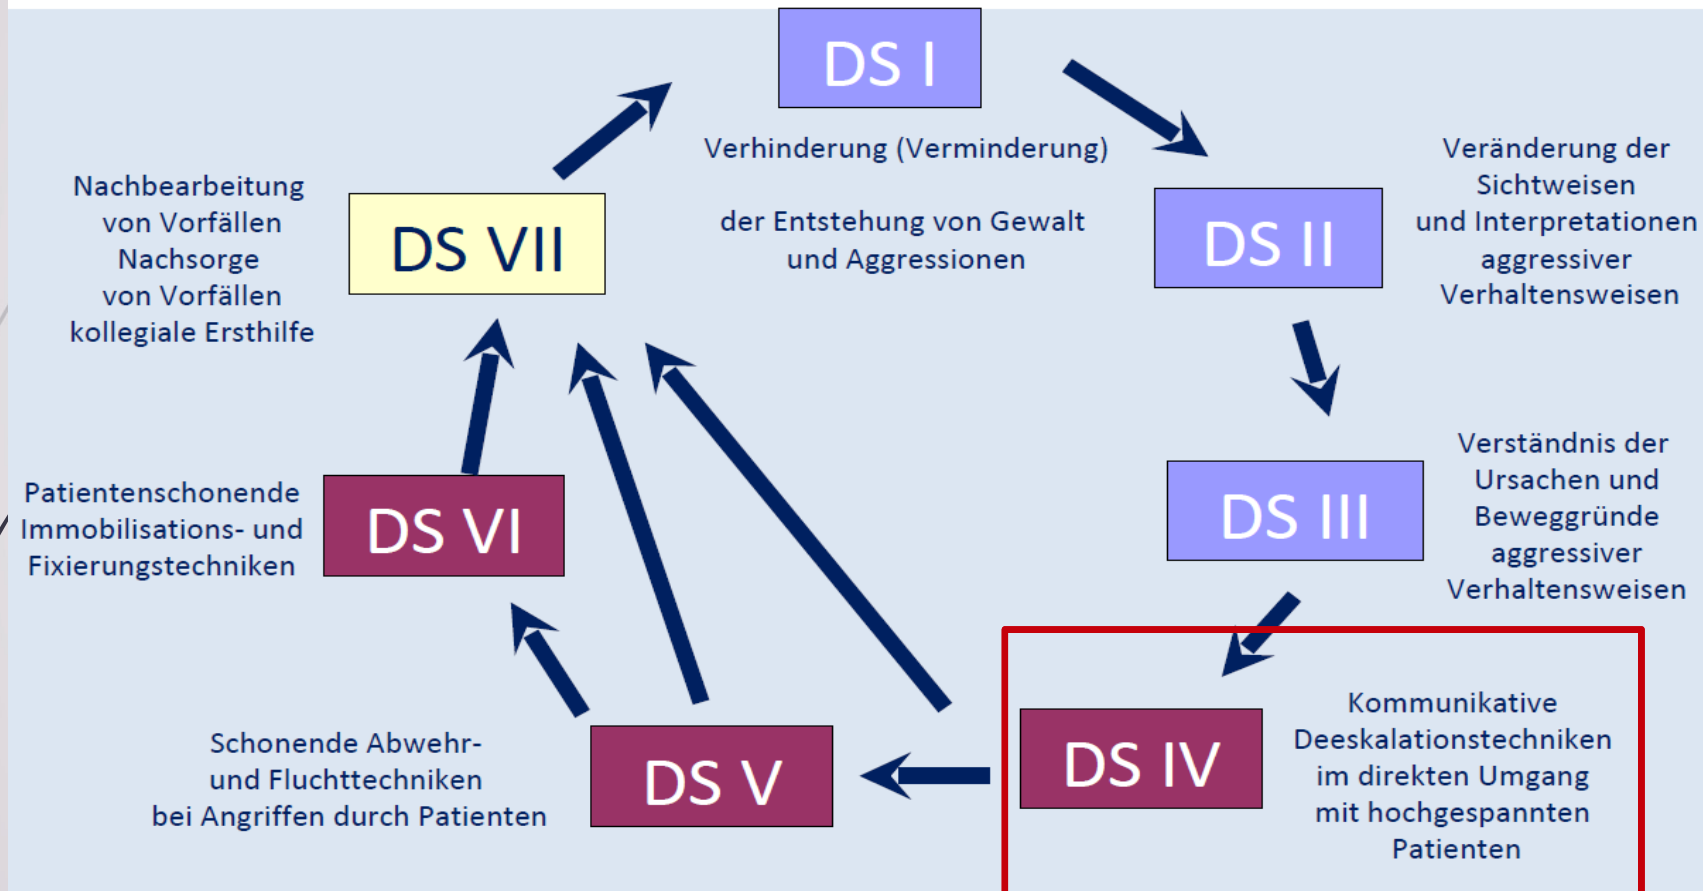 DS I
Verhinderung (Verminderung)
der Entstehung von Gewalt
und Aggressionen
DS II
Veränderung der
Sichtweisen
und Interpretationen
aggressiver
Verhaltensweisen
DS III
Verständnis der
Ursachen und
Beweggründe
aggressiver
Verhaltensweisen
DS IV
Kommunikative
Deeskalationstechniken
im direkten Umgang
mit hochgespannten
Patienten
DS V
Schonende Abwehr-
und Fluchttechniken
bei Angriffen durch Patienten
DS VI
Patientenschonende
Immobilisations- und
Fixierungstechniken
DS VII
Nachbearbeitung
von Vorfällen
Nachsorge
von Vorfällen
kollegiale Ersthilfe